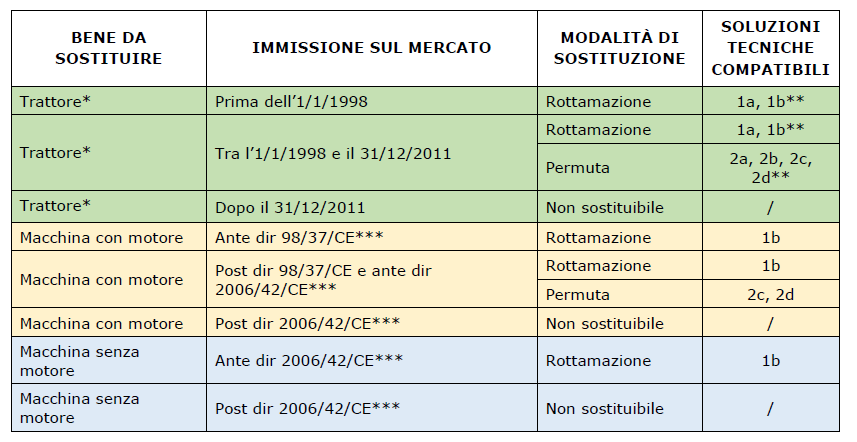 BENE DA SOSTITUIRE IMMISSIONE SUL MERCATO MODALITÀ DI SOSTITUZIONE SOLUZIONI TECNICHE COMPATIBILI
Trattore* Prima dell’1/1/1998 Rottamazione 1a, 1b**
Trattore* Tra l’1/1/1998 e il 31/12/2011 Rottamazione 1a, 1b**
Permuta 2a, 2b, 2c, 2d**
Trattore* Dopo il 31/12/2011 Non sostituibile /
Macchina con motore Ante dir 98/37/CE*** Rottamazione 1b
Macchina con motore Post dir 98/37/CE e ante dir 2006/42/CE*** Rottamazione 1b
Permuta 2c, 2d
Macchina con motore Post dir 2006/42/CE*** Non sostituibile /
Macchina senza motore Ante dir 2006/42/CE*** Rottamazione 1b
Macchina senza motore Post dir 2006/42/CE*** Non sostituibile /